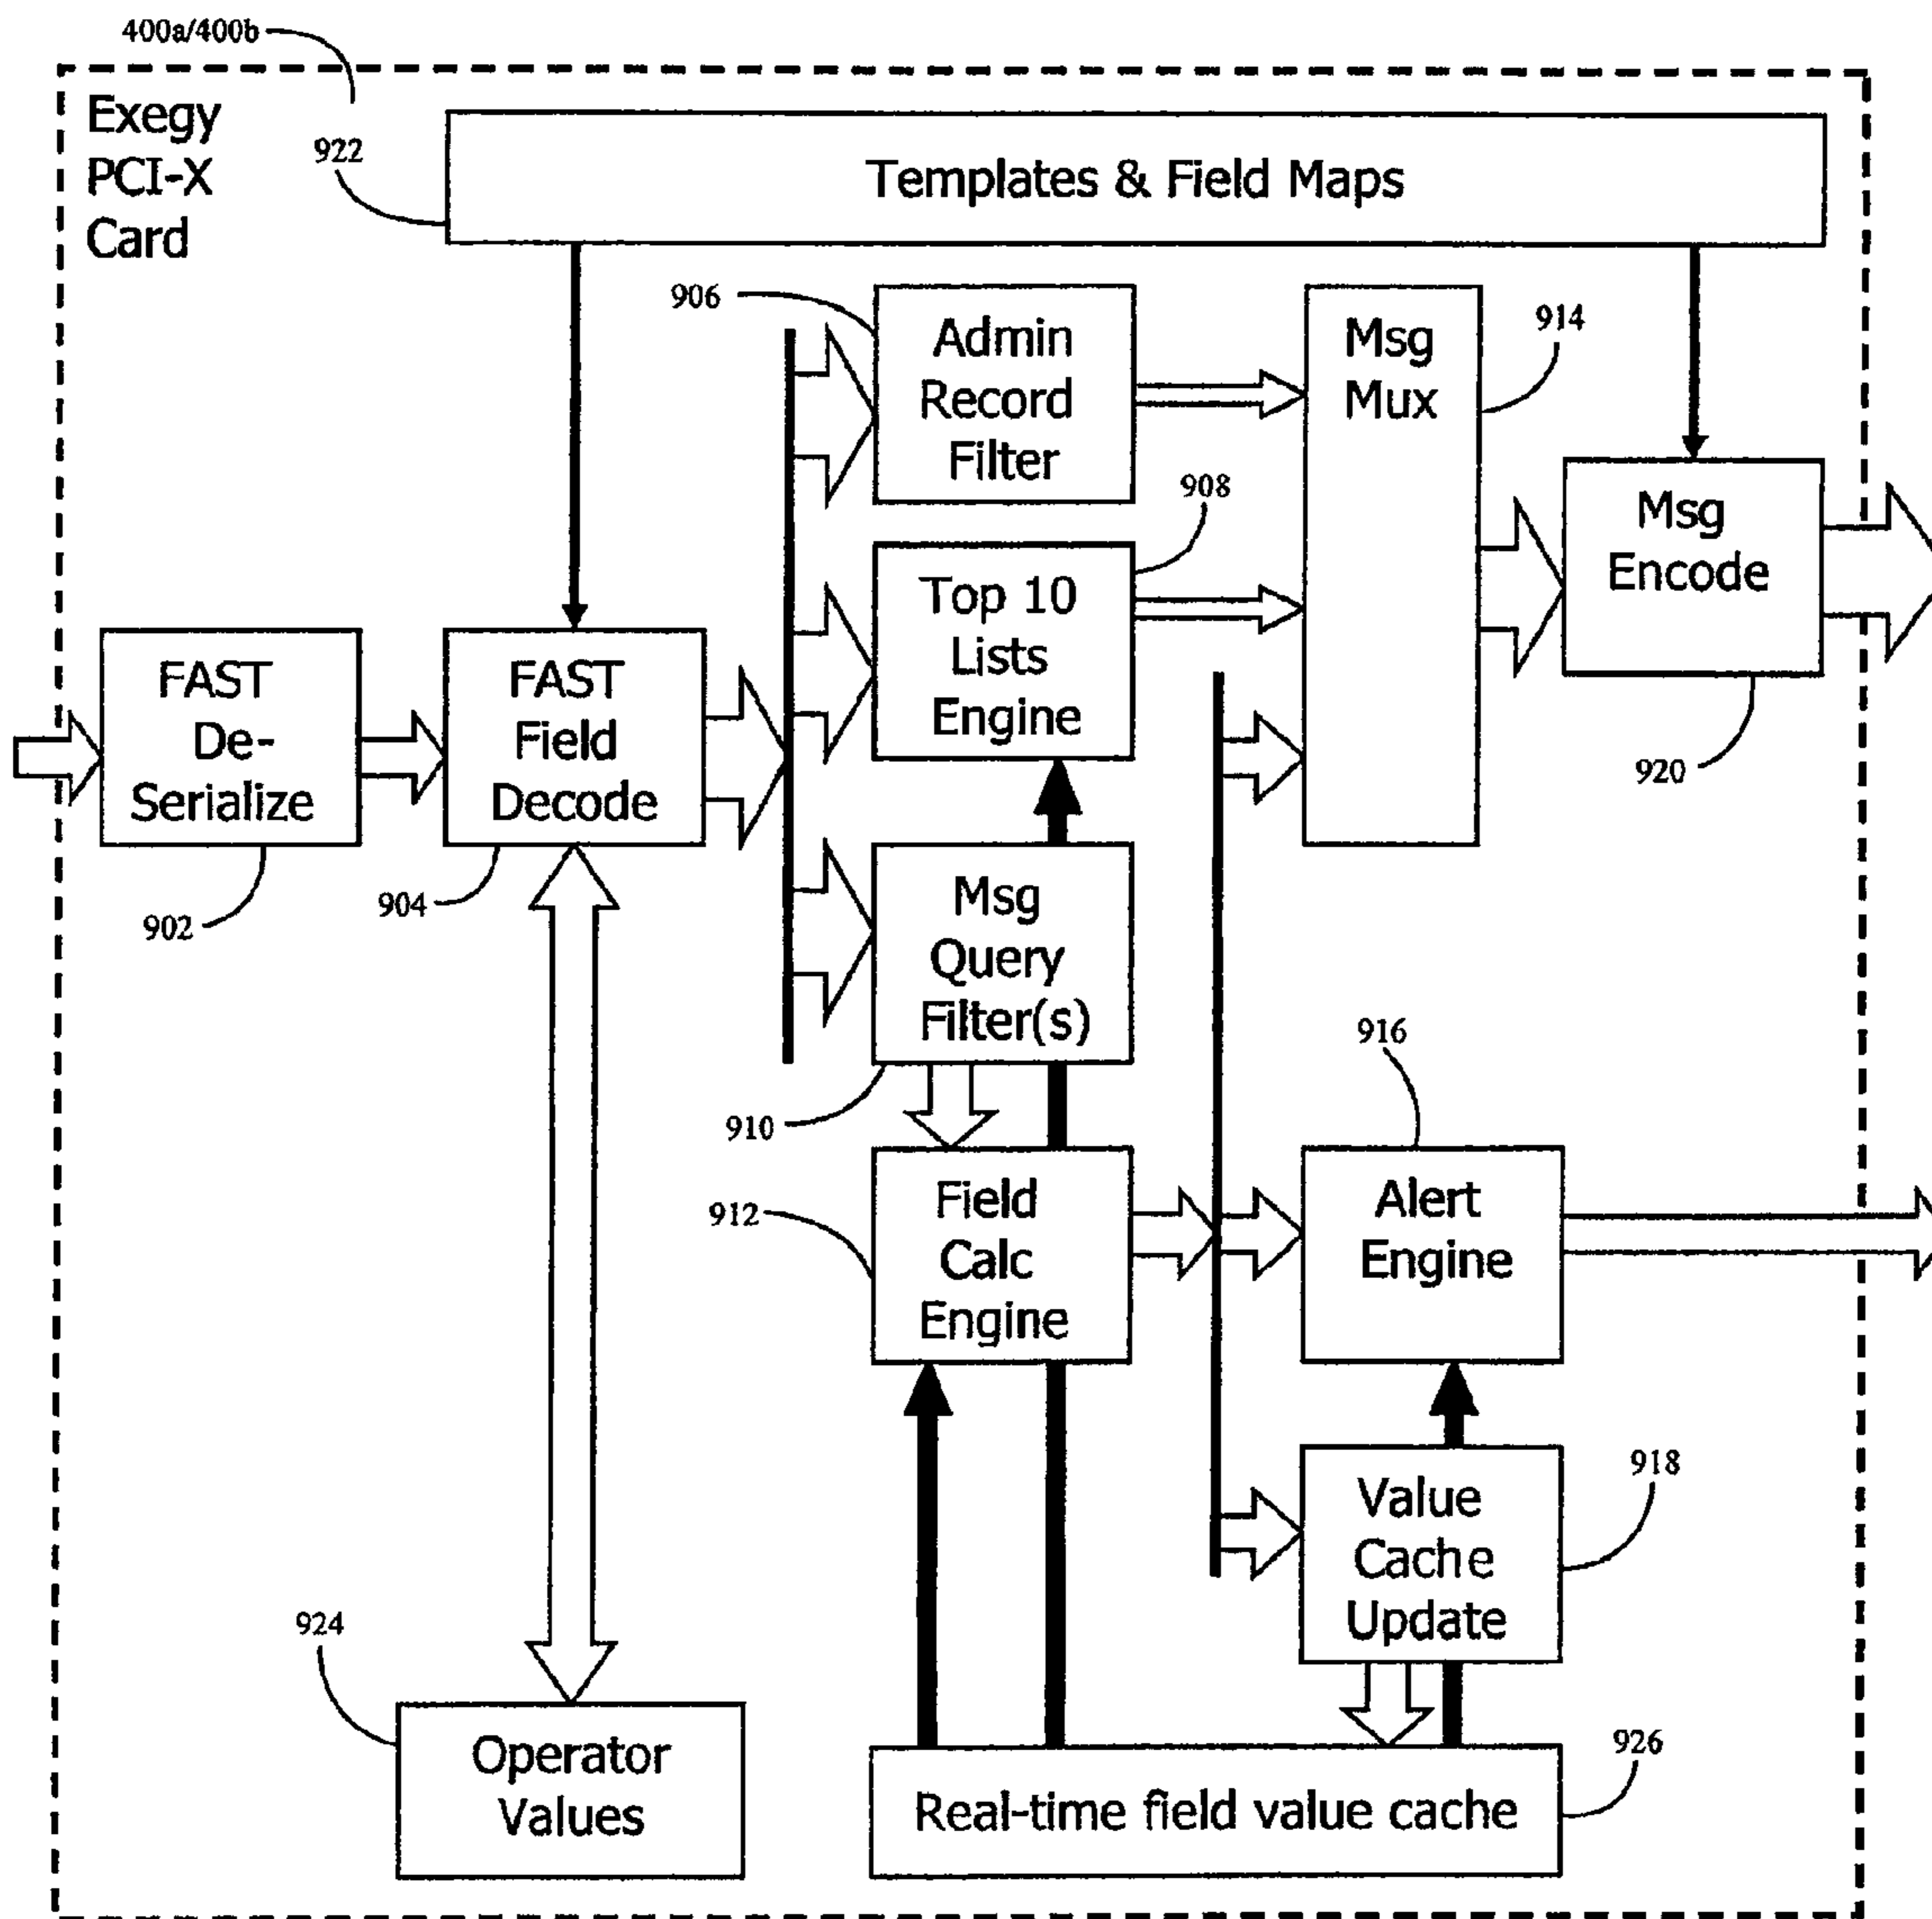 400a/400b
Exegy
PCI-X
Card
922
Templates & Field Maps
906
Admin
Record
Filter
Msg
Mux
914
908
Top 10
Lists
Engine
Msg
Encode
920
FAST
De-
Serialize
902
FAST
Field
Decode
904
Msg
Query
Filter(s)
910
916
912
Field
Calc
Engine
Alert
Engine
918
Value
Cache
Update
924
Operator
Values
926
Real-time field value cache